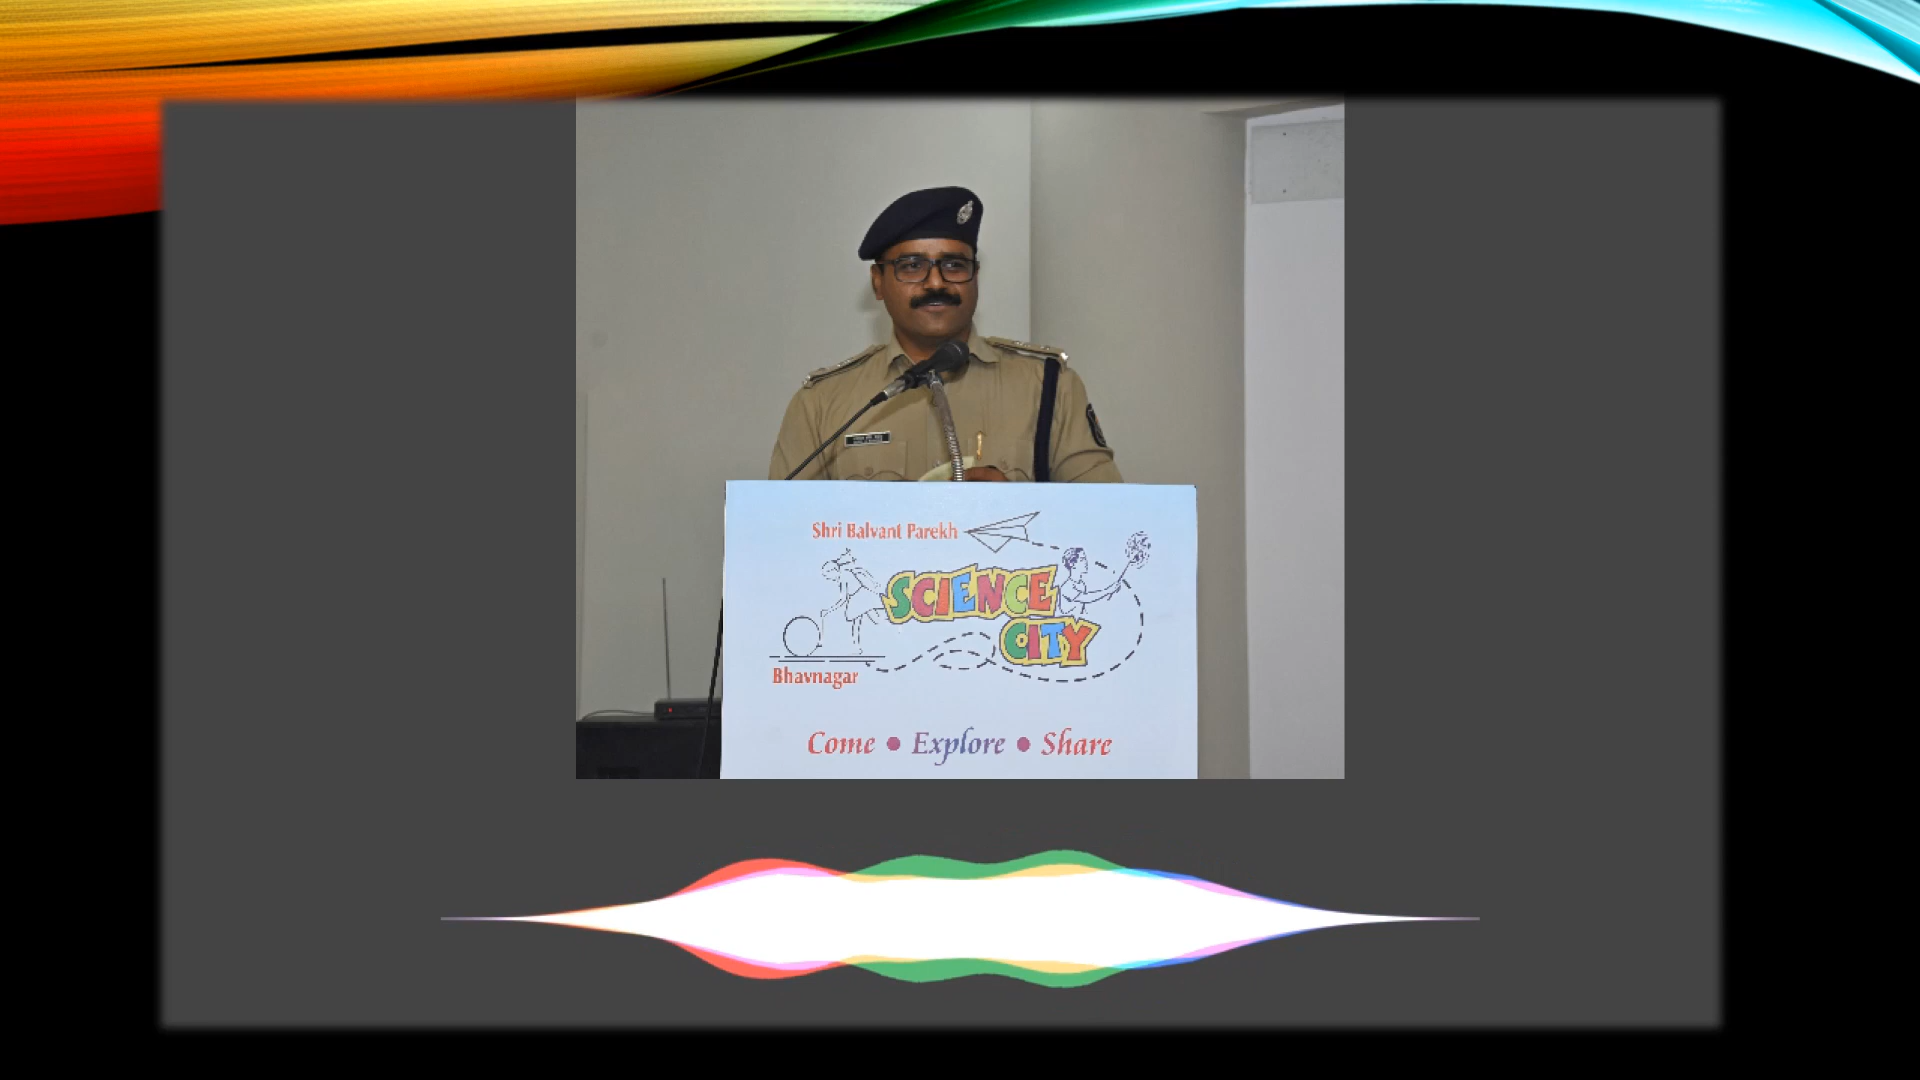 Shri Balvant Parekh
SCIENCE
CITY
Bhavnagar
Come • Explore • Share